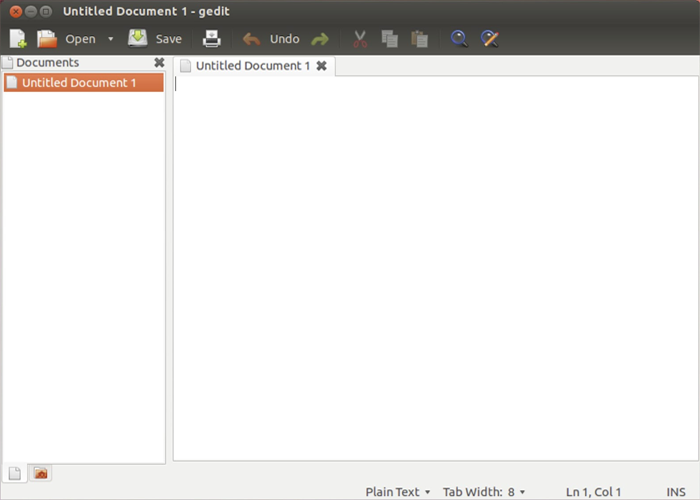 Untitled Document 1 - gedit
Open Save Undo
Documents
Untitled Document 1
Untitled Document 1
Plain Text Tab Width: 8 Ln 1, Col 1 INS